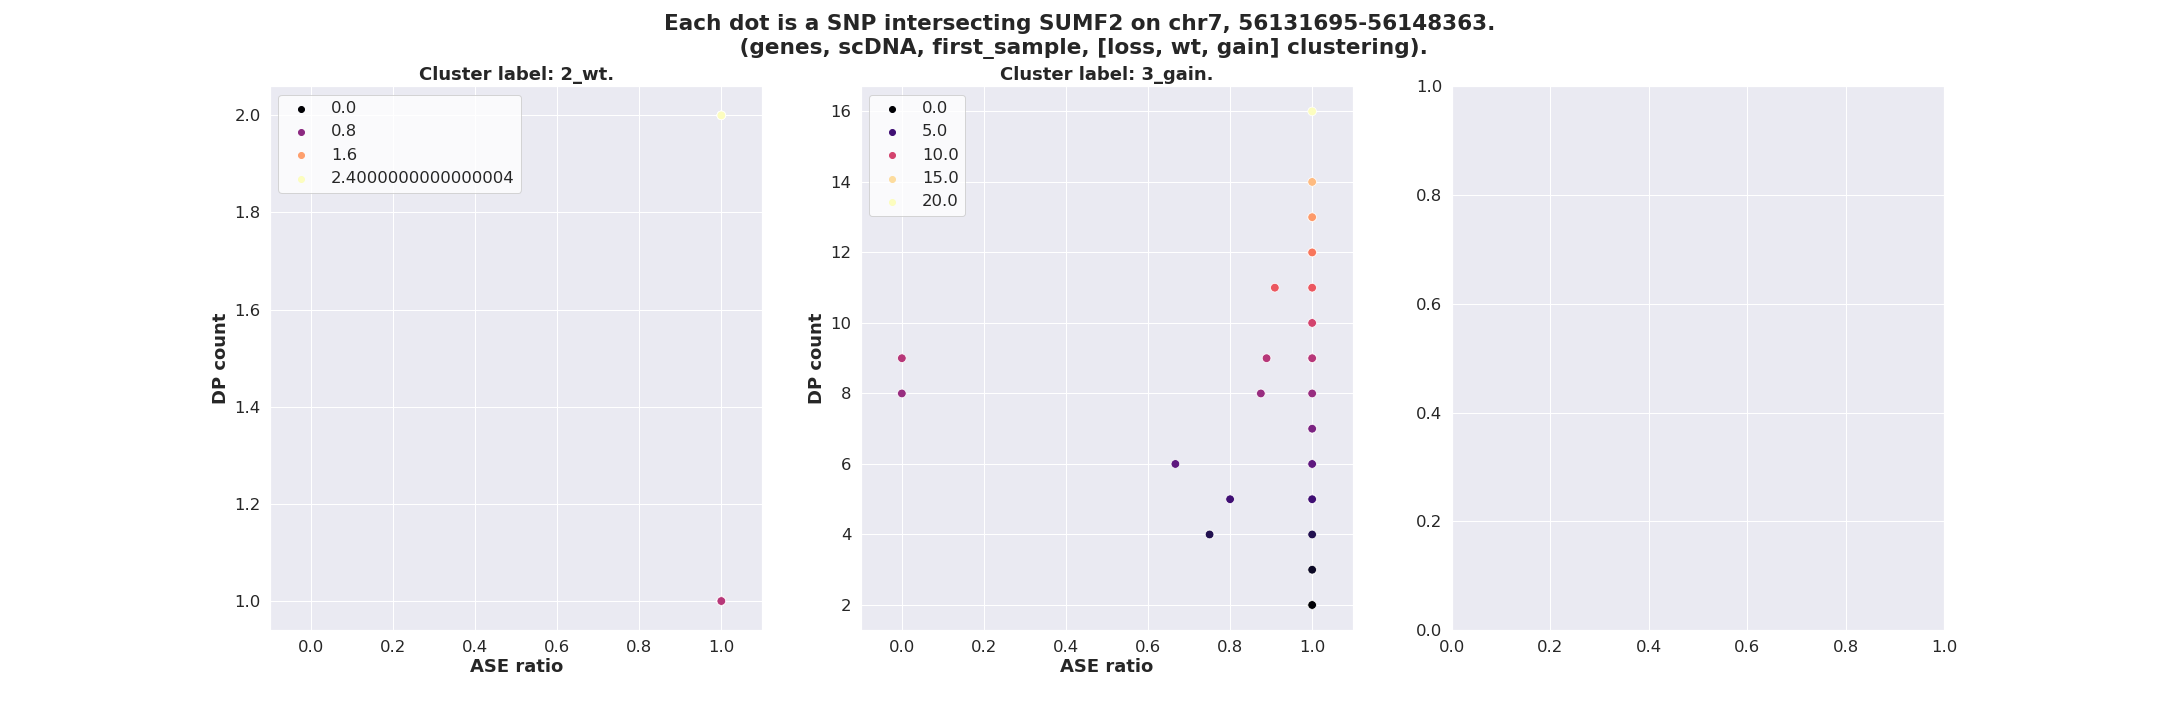 Each dot is a SNP intersecting SUMF2 on chr7, 56131695-56148363.
(genes, scDNA, first_sample, [loss, wt, gain] clustering).
Cluster label: 2_wt.
0.0
0.8
1.6
2.4000000000000004
2.0
1.8
1.6
1.4
1.2
1.0
DP count
0.0 0.2 0.4 0.6 0.8 1.0
ASE ratio
Cluster label: 3_gain.
0.0
5.0
10.0
15.0
20.0
16
14
12
10
8
6
4
2
DP count
0.0 0.2 0.4 0.6 0.8 1.0
ASE ratio
1.0
0.8
0.6
0.4
0.2
0.0
0.0 0.2 0.4 0.6 0.8 1.0